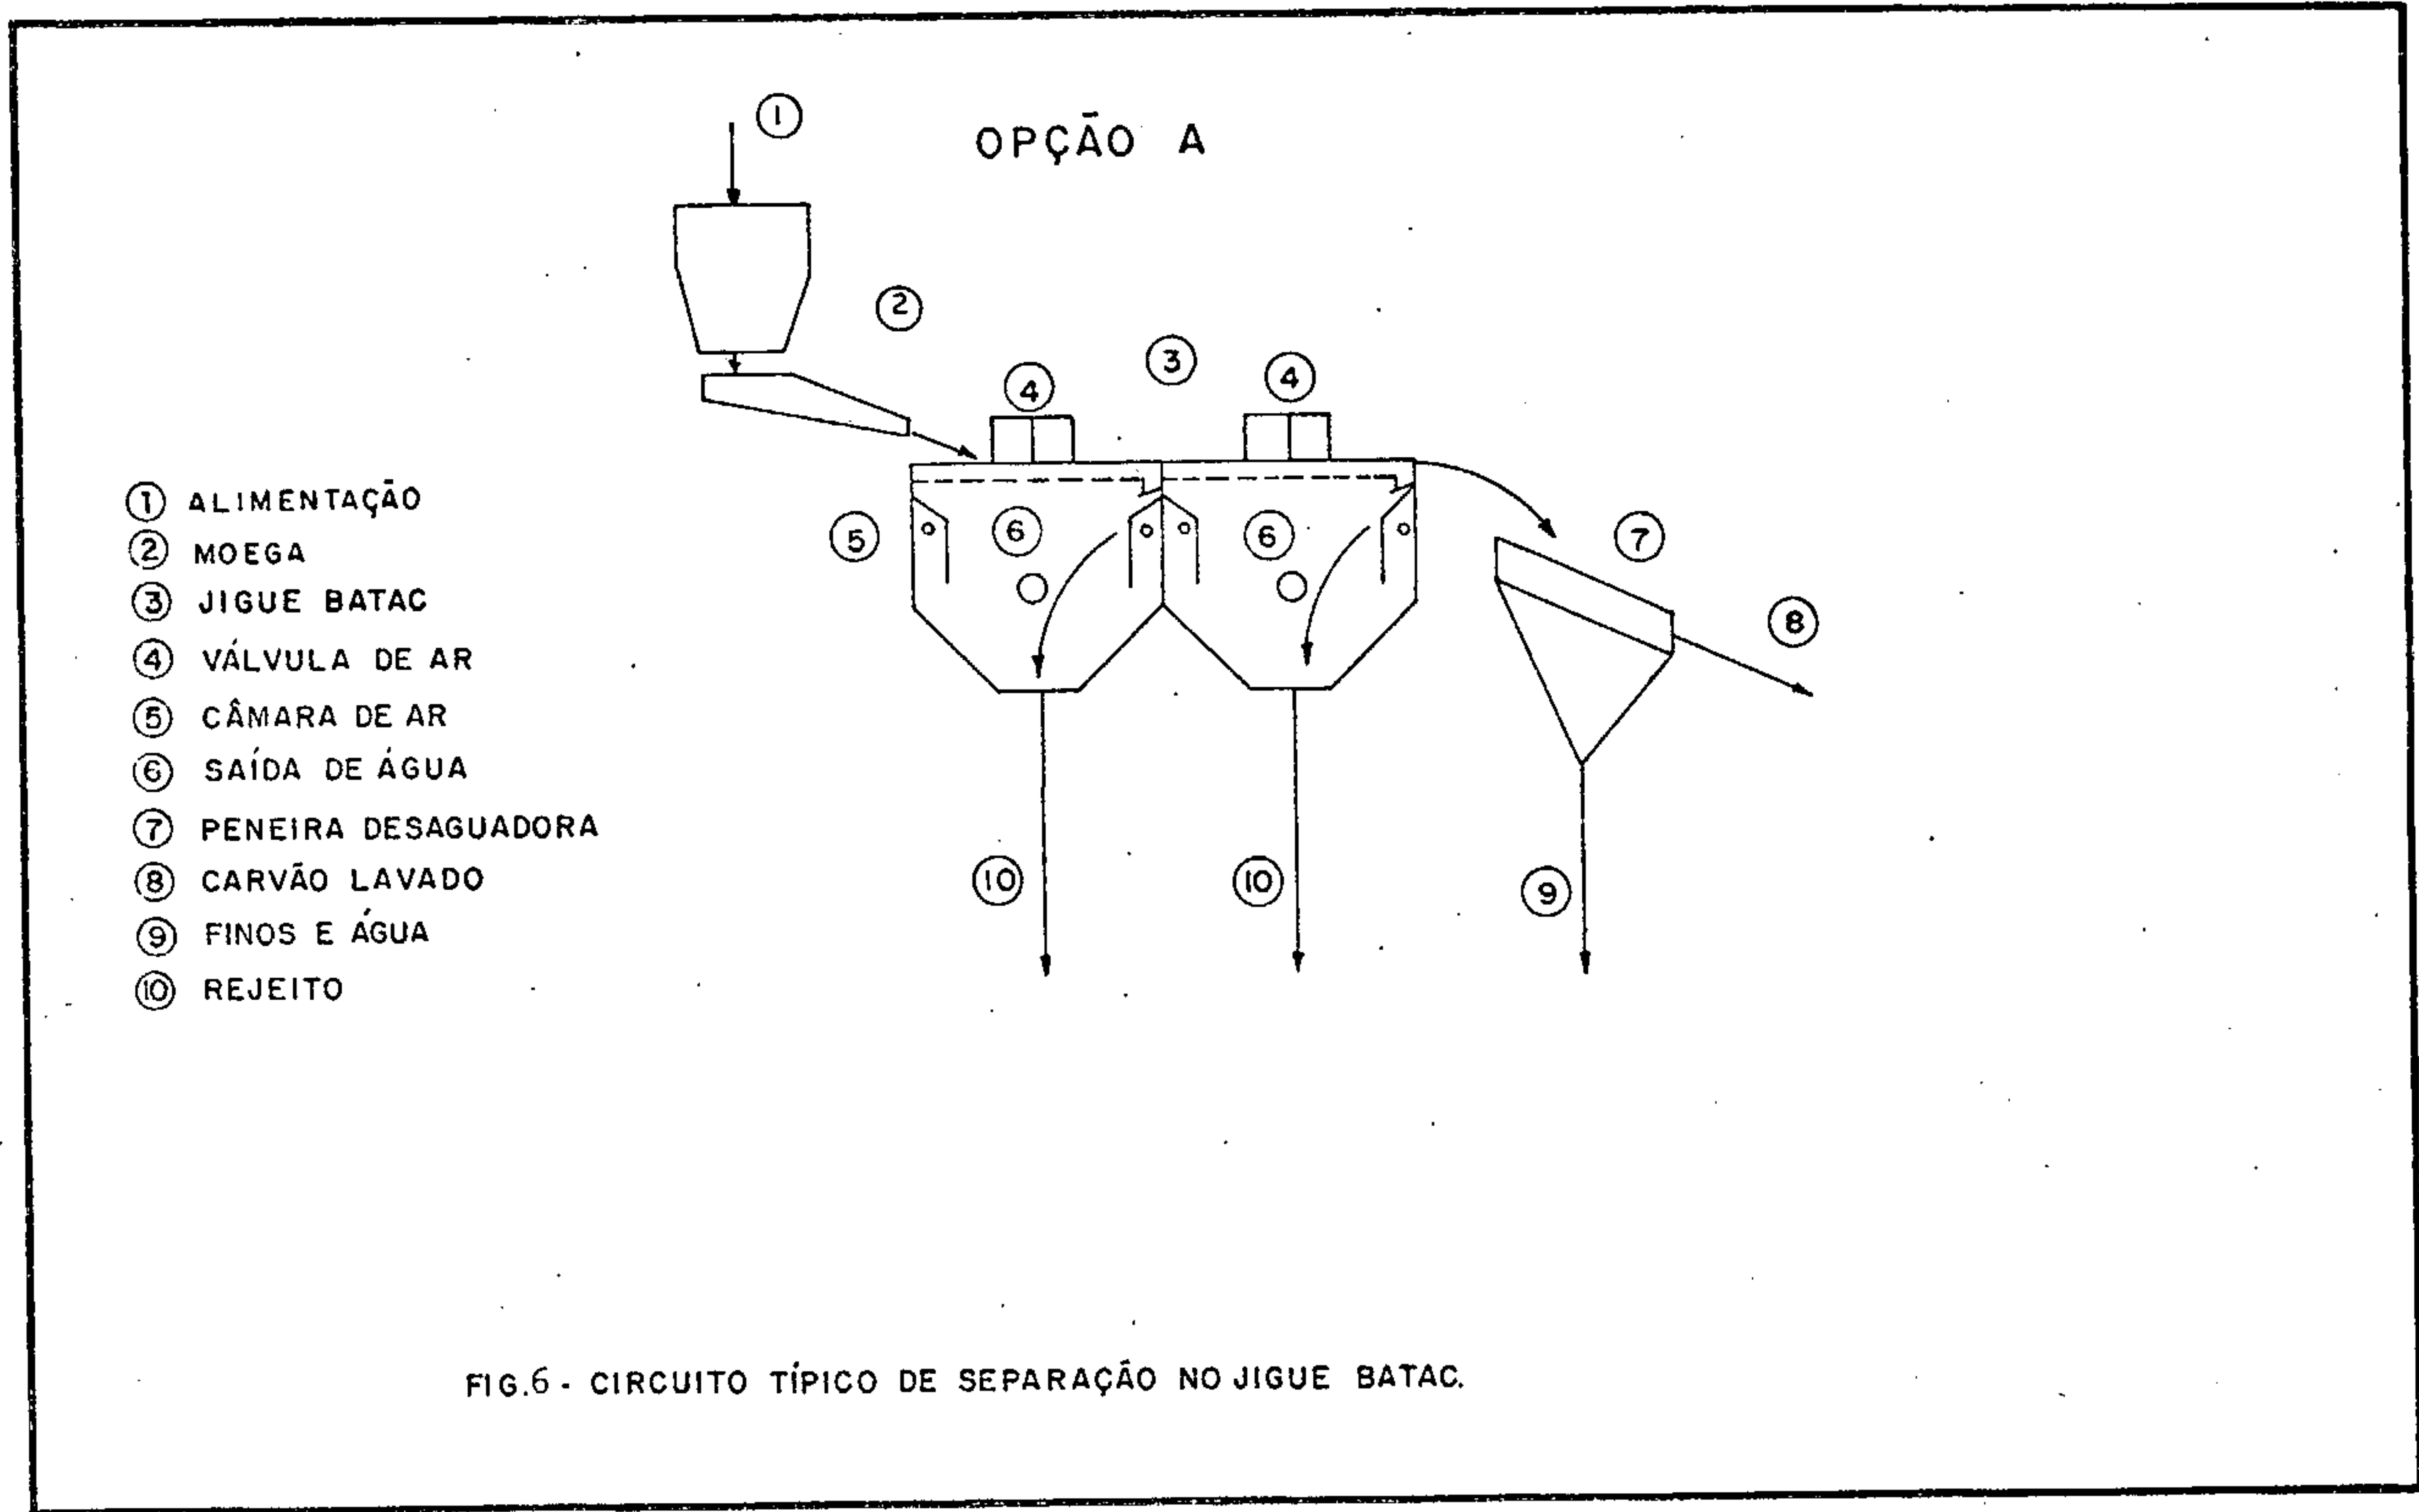 ①
OPÇÃO A
②
③
④
④
① ALIMENTAÇÃO
② MOEGA
③ JIGUE BATAC
④ VÁLVULA DE AR
⑤ CÂMARA DE AR
⑥ SAÍDA DE ÁGUA
⑦ PENEIRA DESAGUADORA
⑧ CARVÃO LAVADO
⑨ FINOS E ÁGUA
⑩ REJEITO
⑤
⑥
⑥
⑦
⑧
⑩
⑩
⑨
FIG.6 - CIRCUITO TÍPICO DE SEPARAÇÃO NO JIGUE BATAC.